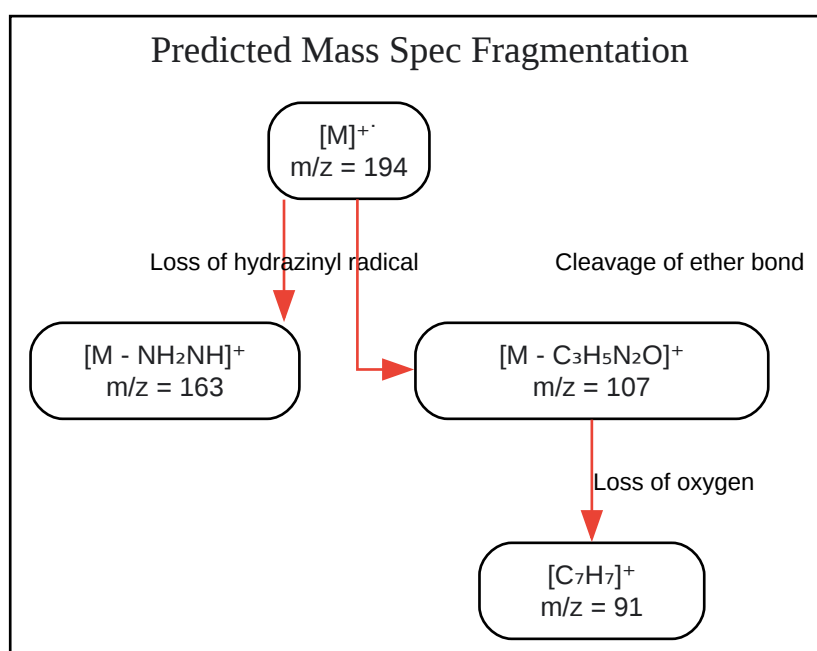 Predicted Mass Spec Fragmentation
[M]⁺˙
m/z = 194
Loss of hydrazinyl radical
Cleavage of ether bond
[M - NH₂NH]⁺
m/z = 163
[M - C₃H₅N₂O]⁺
m/z = 107
Loss of oxygen
[C₇H₇]⁺
m/z = 91